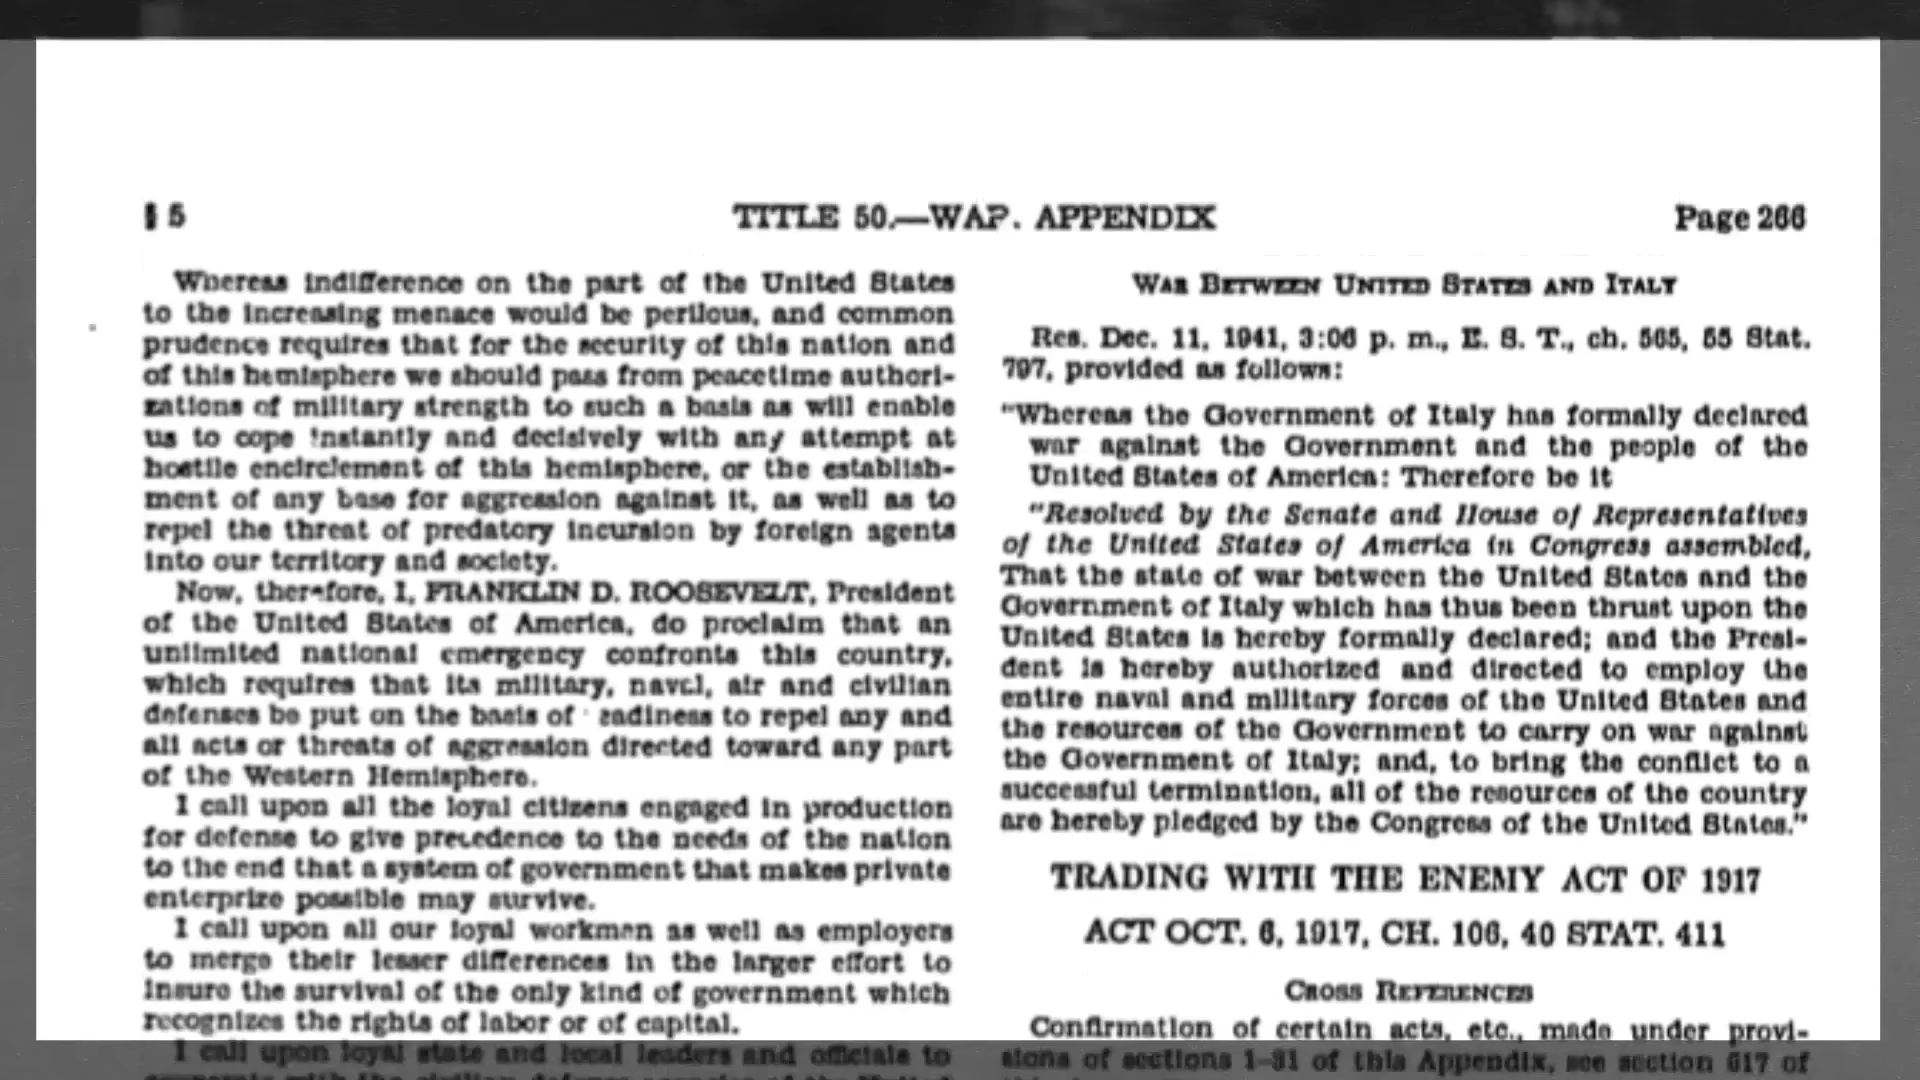 § 5
TITLE 50.—WAR. APPENDIX
Page 266
Whereas indifference on the part of the United States
to the increasing menace would be perilous, and common
prudence requires that for the security of this nation and
of this hemisphere we should pass from peacetime authori-
zations of military strength to such a basis as will enable
us to cope instantly and decisively with any attempt at
hostile encirclement of this hemisphere, or the establish-
ment of any base for aggression against it, as well as to
repel the threat of predatory incursion by foreign agents
into our territory and society.
Now, therefore, I, FRANKLIN D. ROOSEVELT, President
of the United States of America, do proclaim that an
unlimited national emergency confronts this country,
which requires that its military, naval, air and civilian
defenses be put on the basis of readiness to repel any and
all acts or threats of aggression directed toward any part
of the Western Hemisphere.
I call upon all the loyal citizens engaged in production
for defense to give precedence to the needs of the nation
to the end that a system of government that makes private
enterprize possible may survive.
I call upon all our loyal workmen as well as employers
to merge their lesser differences in the larger effort to
insure the survival of the only kind of government which
recognizes the rights of labor or of capital.
I call upon loyal state and local leaders and officials to
WAR BETWEEN UNITED STATES AND ITALY
Res. Dec. 11, 1941, 3:06 p. m., E. S. T., ch. 565, 55 Stat.
797, provided as follows:
"Whereas the Government of Italy has formally declared
war against the Government and the people of the
United States of America: Therefore be it
"Resolved by the Senate and House of Representatives
of the United States of America in Congress assembled,
That the state of war between the United States and the
Government of Italy which has thus been thrust upon the
United States is hereby formally declared; and the Presi-
dent is hereby authorized and directed to employ the
entire naval and military forces of the United States and
the resources of the Government to carry on war against
the Government of Italy; and, to bring the conflict to a
successful termination, all of the resources of the country
are hereby pledged by the Congress of the United States."
TRADING WITH THE ENEMY ACT OF 1917
ACT OCT. 6, 1917, CH. 106, 40 STAT. 411
CROSS REFERENCES
Confirmation of certain acts, etc., made under provi-
sions of sections 1–31 of this Appendix, see section 617 of